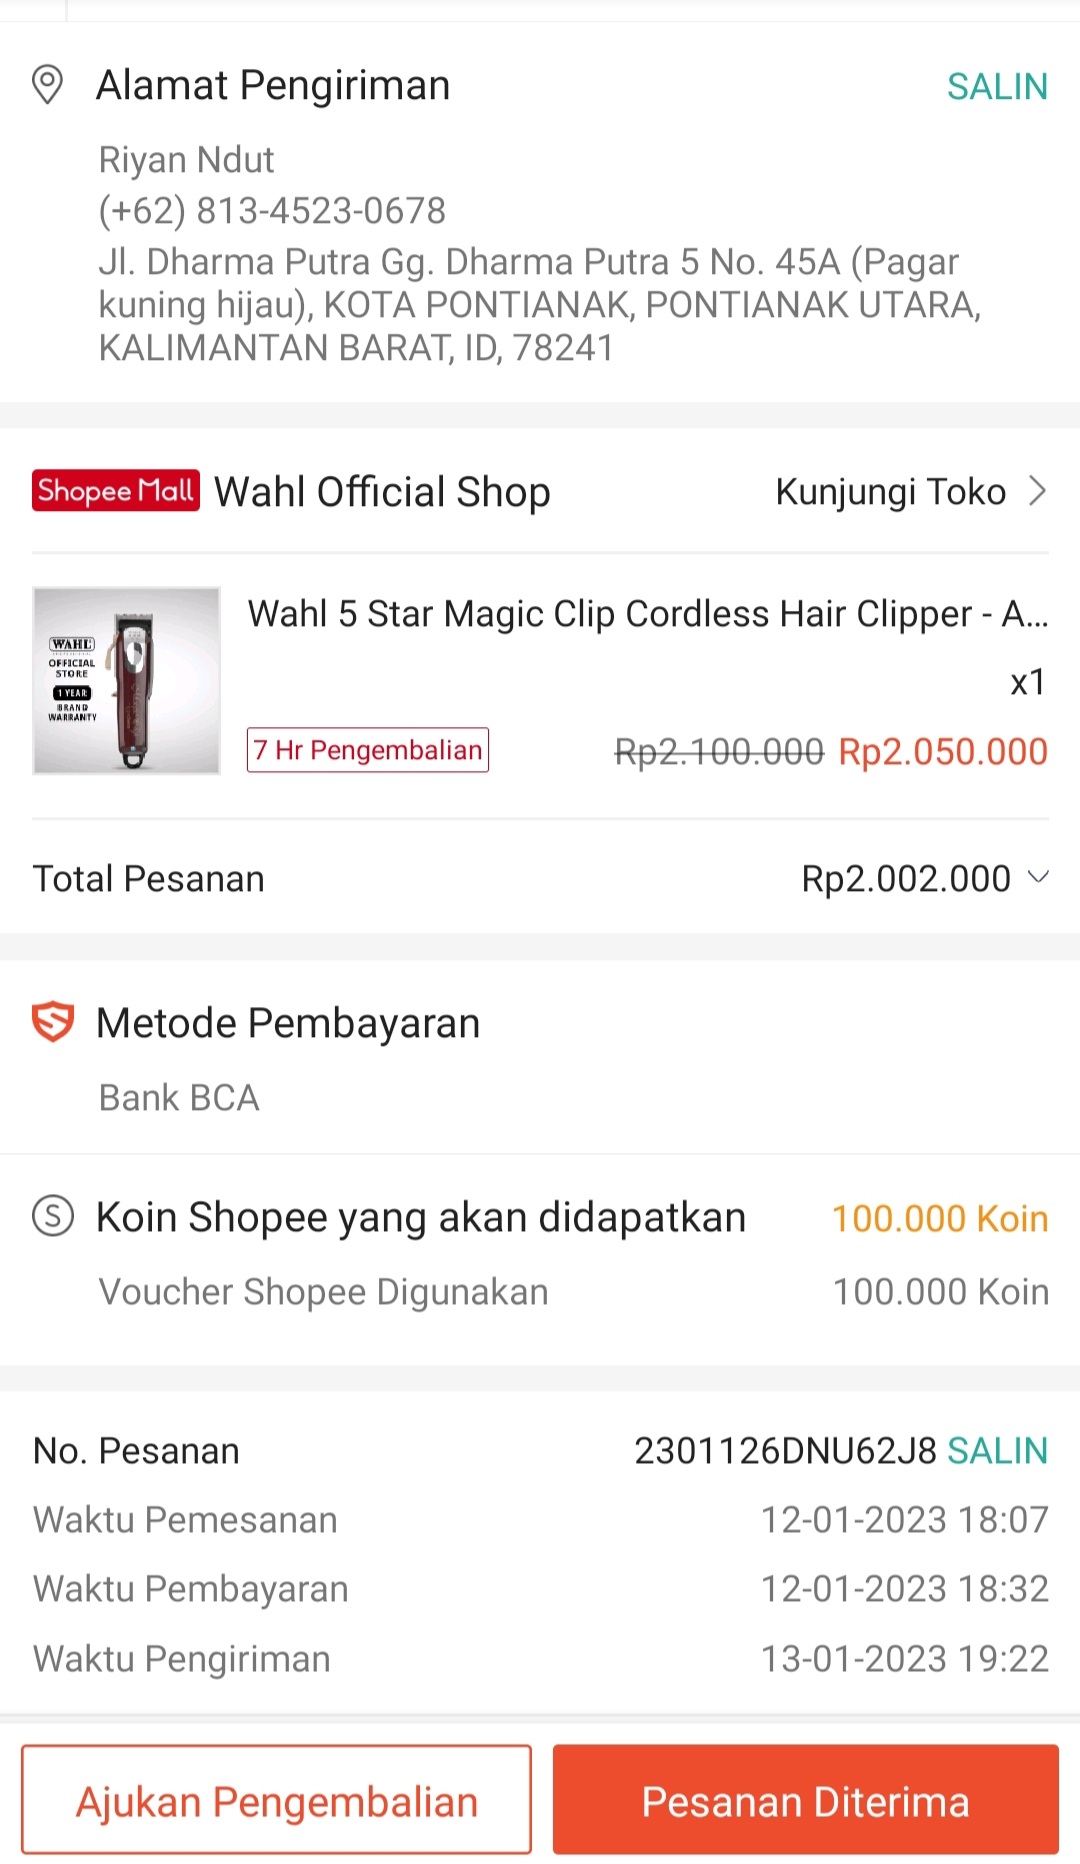 Alamat Pengiriman SALIN
Riyan Ndut
(+62) 813-4523-0678
Jl. Dharma Putra Gg. Dharma Putra 5 No. 45A (Pagar
kuning hijau), KOTA PONTIANAK, PONTIANAK UTARA,
KALIMANTAN BARAT, ID, 78241
Shopee Mall Wahl Official Shop Kunjungi Toko
Wahl 5 Star Magic Clip Cordless Hair Clipper - A...
WAHL
OFFICIAL
STORE
1 YEAR
BRAND
WARRANTY
x1
7 Hr Pengembalian Rp2.100.000 Rp2.050.000
Total Pesanan Rp2.002.000
Metode Pembayaran
Bank BCA
Koin Shopee yang akan didapatkan 100.000 Koin
Voucher Shopee Digunakan 100.000 Koin
No. Pesanan 2301126DNU62J8 SALIN
Waktu Pemesanan 12-01-2023 18:07
Waktu Pembayaran 12-01-2023 18:32
Waktu Pengiriman 13-01-2023 19:22
Ajukan Pengembalian Pesanan Diterima